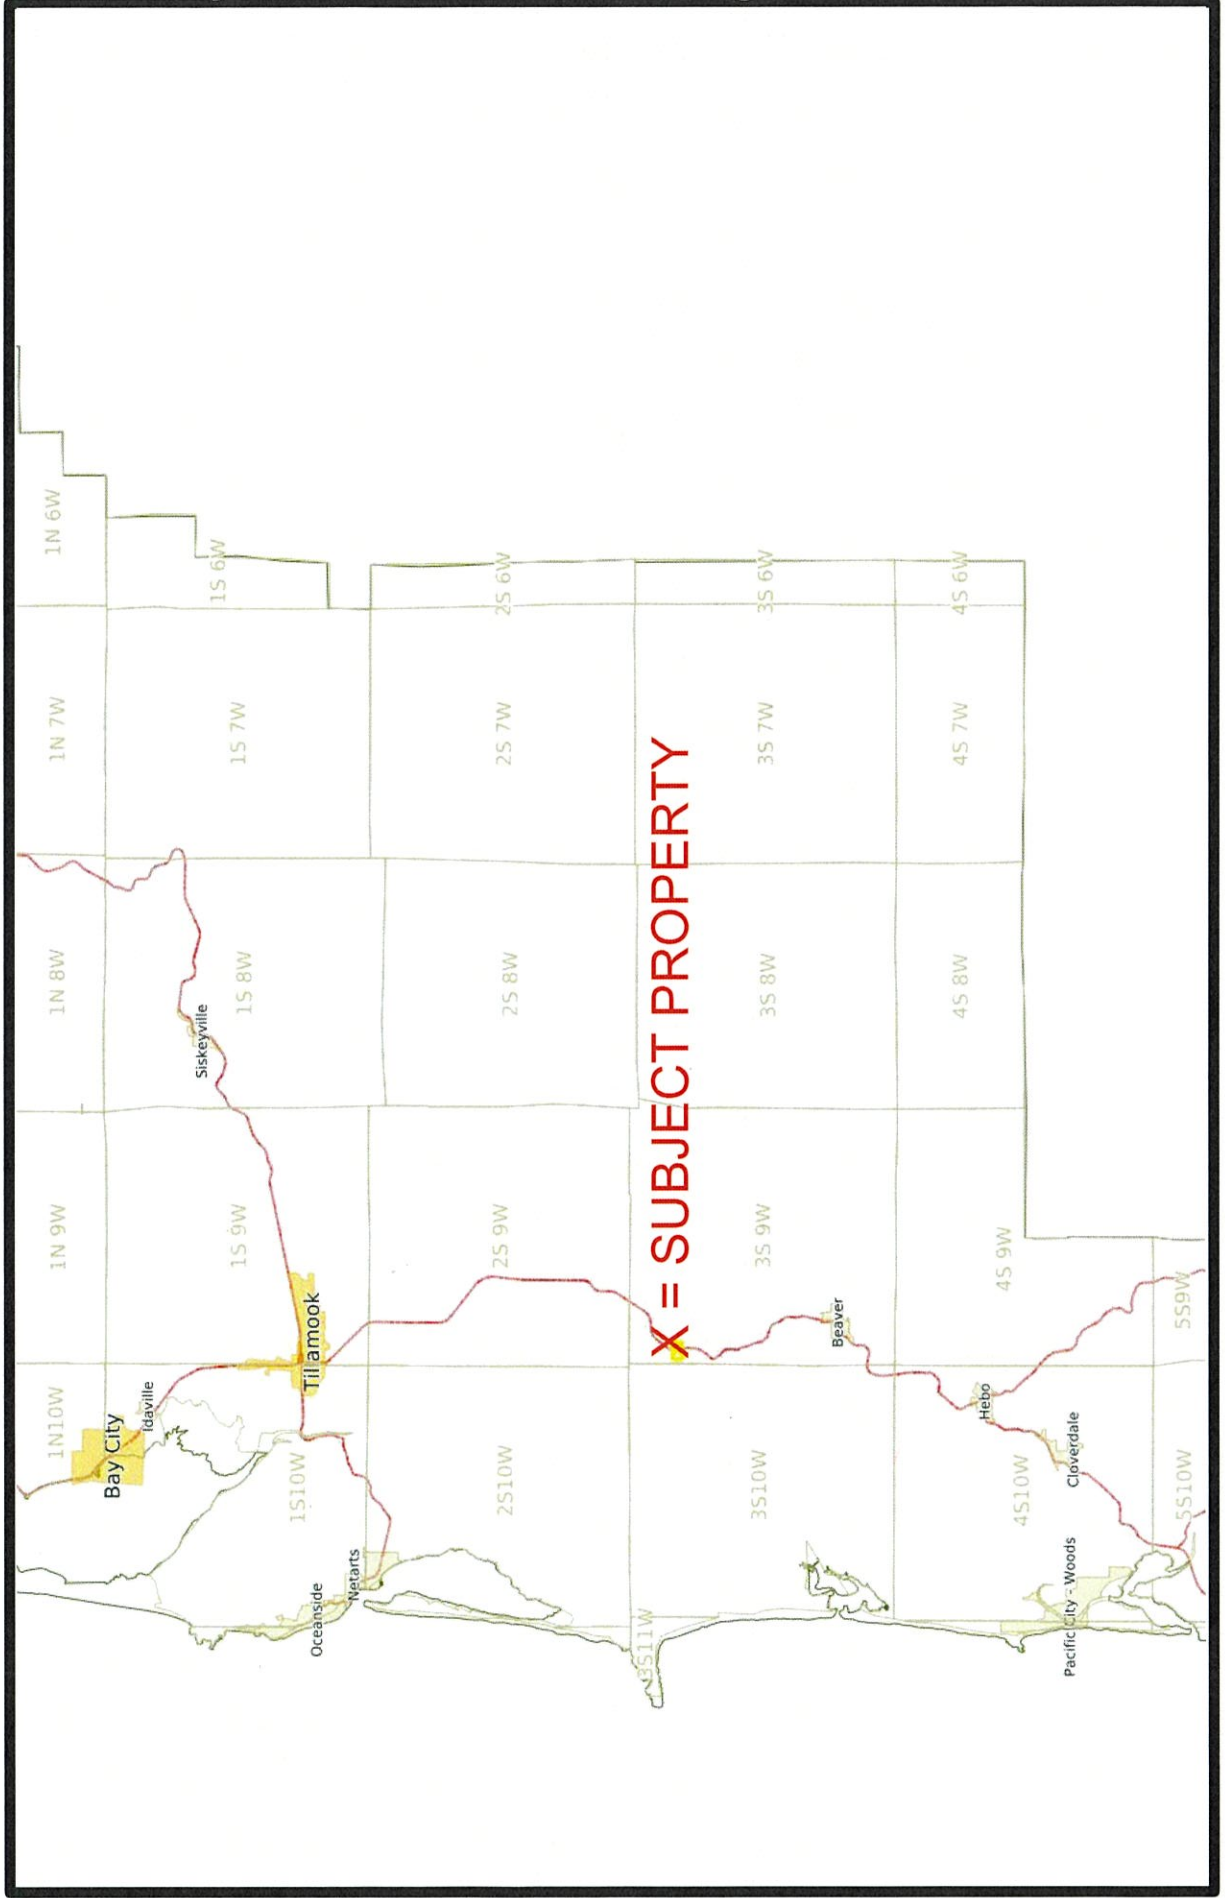 1N10W
1N 9W
1N 8W
1N 7W
1N 6W
Bay City
Idaville
Siskeyville
1S10W
1S 9W
1S 8W
1S 7W
1S 6W
Tillamook
Oceanside
Netarts
2S10W
2S 9W
2S 8W
2S 7W
2S 6W
3S11W
X = SUBJECT PROPERTY
3S10W
3S 9W
3S 8W
3S 7W
3S 6W
Beaver
4S10W
4S 9W
4S 8W
4S 7W
4S 6W
Hebo
Cloverdale
Pacific City - Woods
5S10W
5S9W